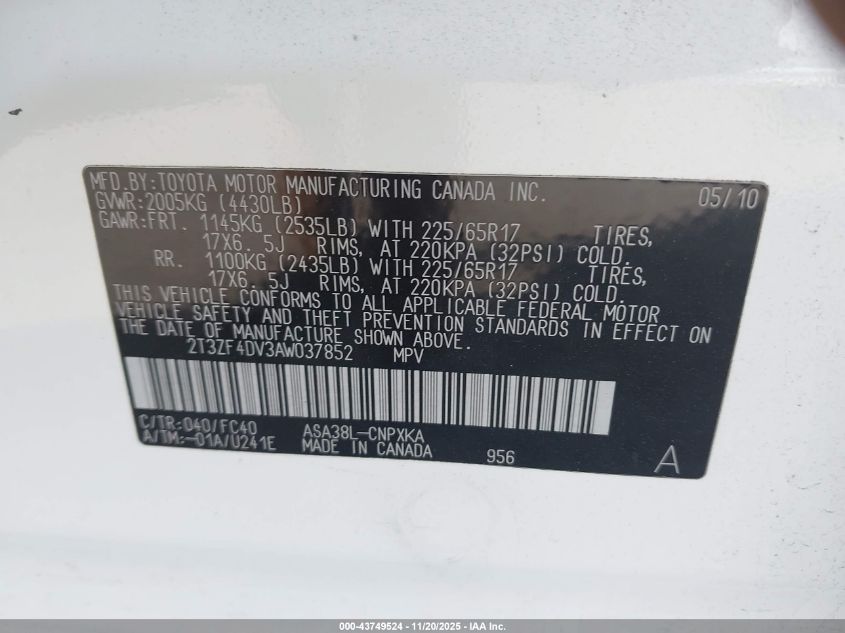 MFD.BY:TOYOTA MOTOR MANUFACTURING CANADA INC. 05/10
GVWR:2005KG (4430LB)
GAWR:FRT. 1145KG (2535LB) WITH 225/65R17 TIRES,
17X6. 5J RIMS, AT 220KPA (32PSI) COLD.
RR. 1100KG (2435LB) WITH 225/65R17 TIRES,
17X6. 5J RIMS, AT 220KPA (32PSI) COLD.
THIS VEHICLE CONFORMS TO ALL APPLICABLE FEDERAL MOTOR
VEHICLE SAFETY AND THEFT PREVENTION STANDARDS IN EFFECT ON
THE DATE OF MANUFACTURE SHOWN ABOVE.
2T3ZF4DV3AW037852 MPV
C/TR:040/FC40 ASA38L-CNPXKA
A/TM:-01A/U241E MADE IN CANADA 956 A
000-43749524 - 11/20/2025 - IAA Inc.